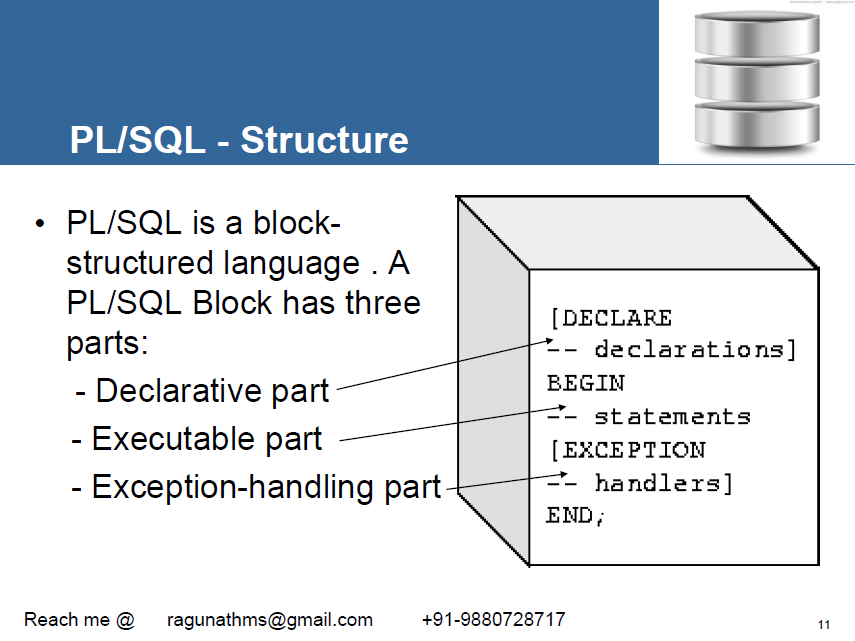 PL/SQL - Structure
• PL/SQL is a block-
structured language . A
PL/SQL Block has three
parts:
- Declarative part
- Executable part
- Exception-handling part
[DECLARE
-- declarations]
BEGIN
-- statements
[EXCEPTION
-- handlers]
END;
Reach me @ ragunathms@gmail.com +91-9880728717
11